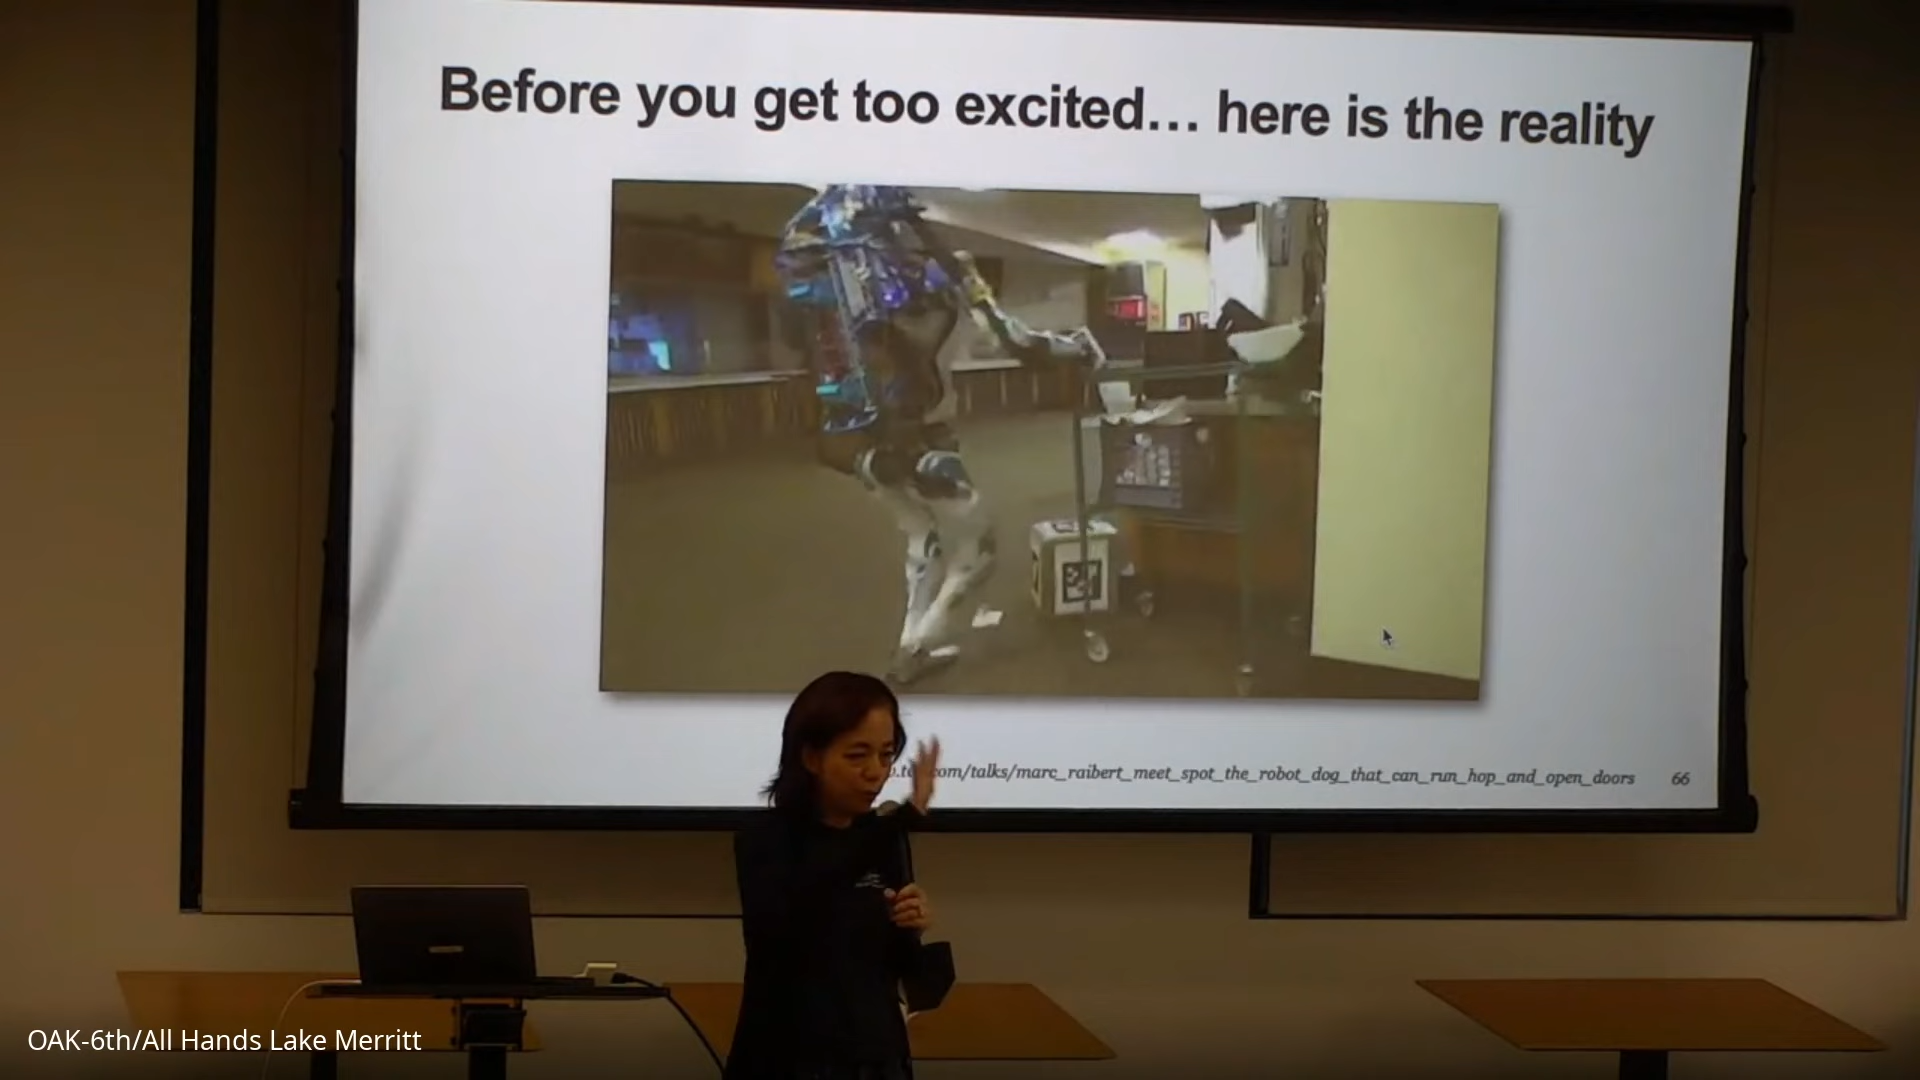 Before you get too excited... here is the reality
com/talks/marc_raibert_meet_spot_the_robot_dog_that_can_run_hop_and_open_doors 66
OAK-6th/All Hands Lake Merritt